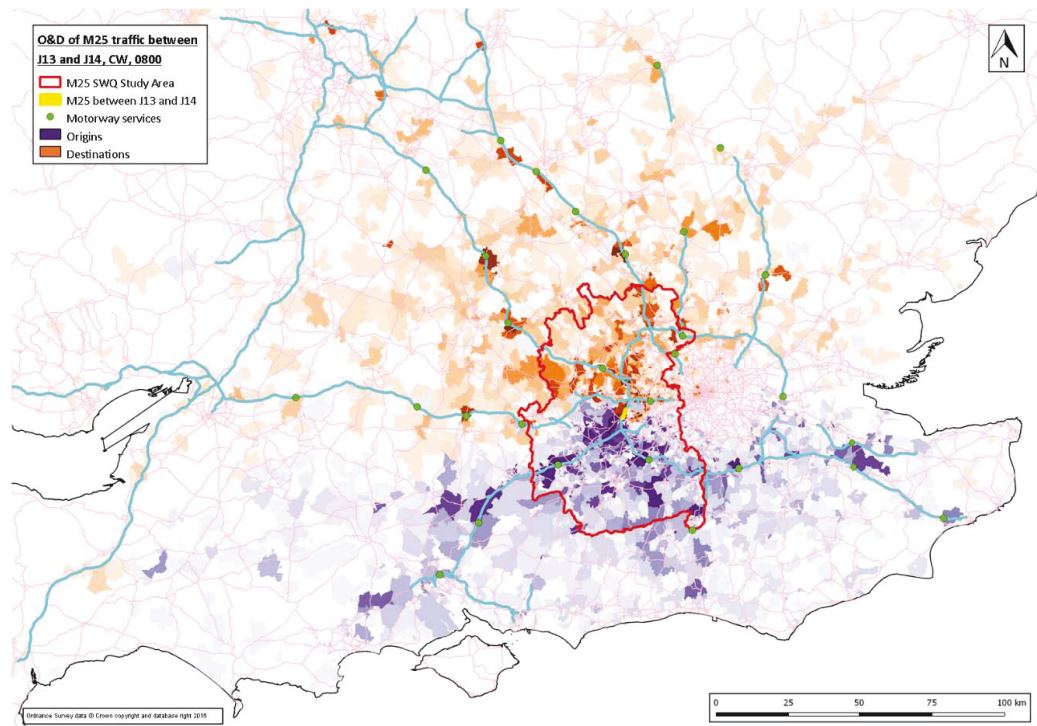 O&D of M25 traffic between
J13 and J14, CW, 0800
M25 SWQ Study Area
M25 between J13 and J14
Motorway services
Origins
Destinations
N
0 25 50 75 100 km
Ordnance Survey data © Crown copyright and database right 2016